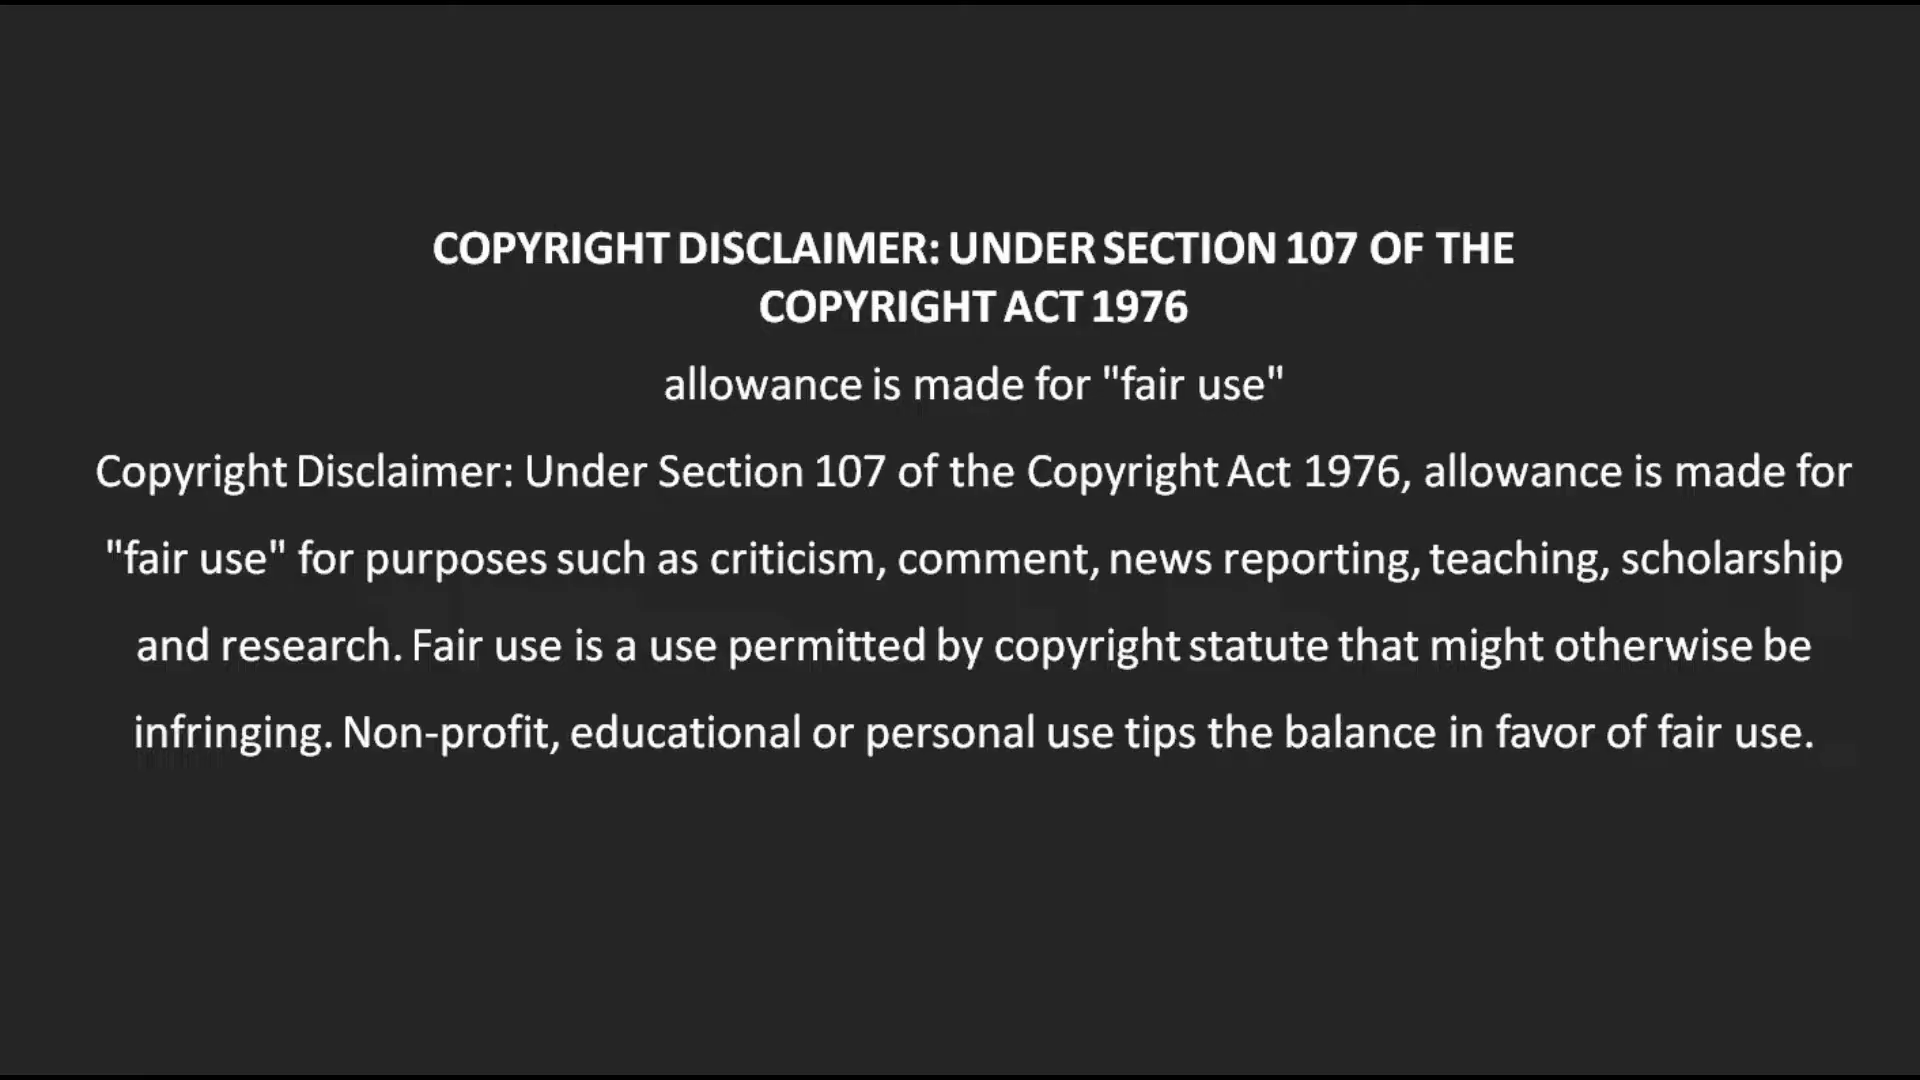 COPYRIGHT DISCLAIMER: UNDER SECTION 107 OF THE
COPYRIGHT ACT 1976
allowance is made for "fair use"
Copyright Disclaimer: Under Section 107 of the Copyright Act 1976, allowance is made for
"fair use" for purposes such as criticism, comment, news reporting, teaching, scholarship
and research. Fair use is a use permitted by copyright statute that might otherwise be
infringing. Non-profit, educational or personal use tips the balance in favor of fair use.